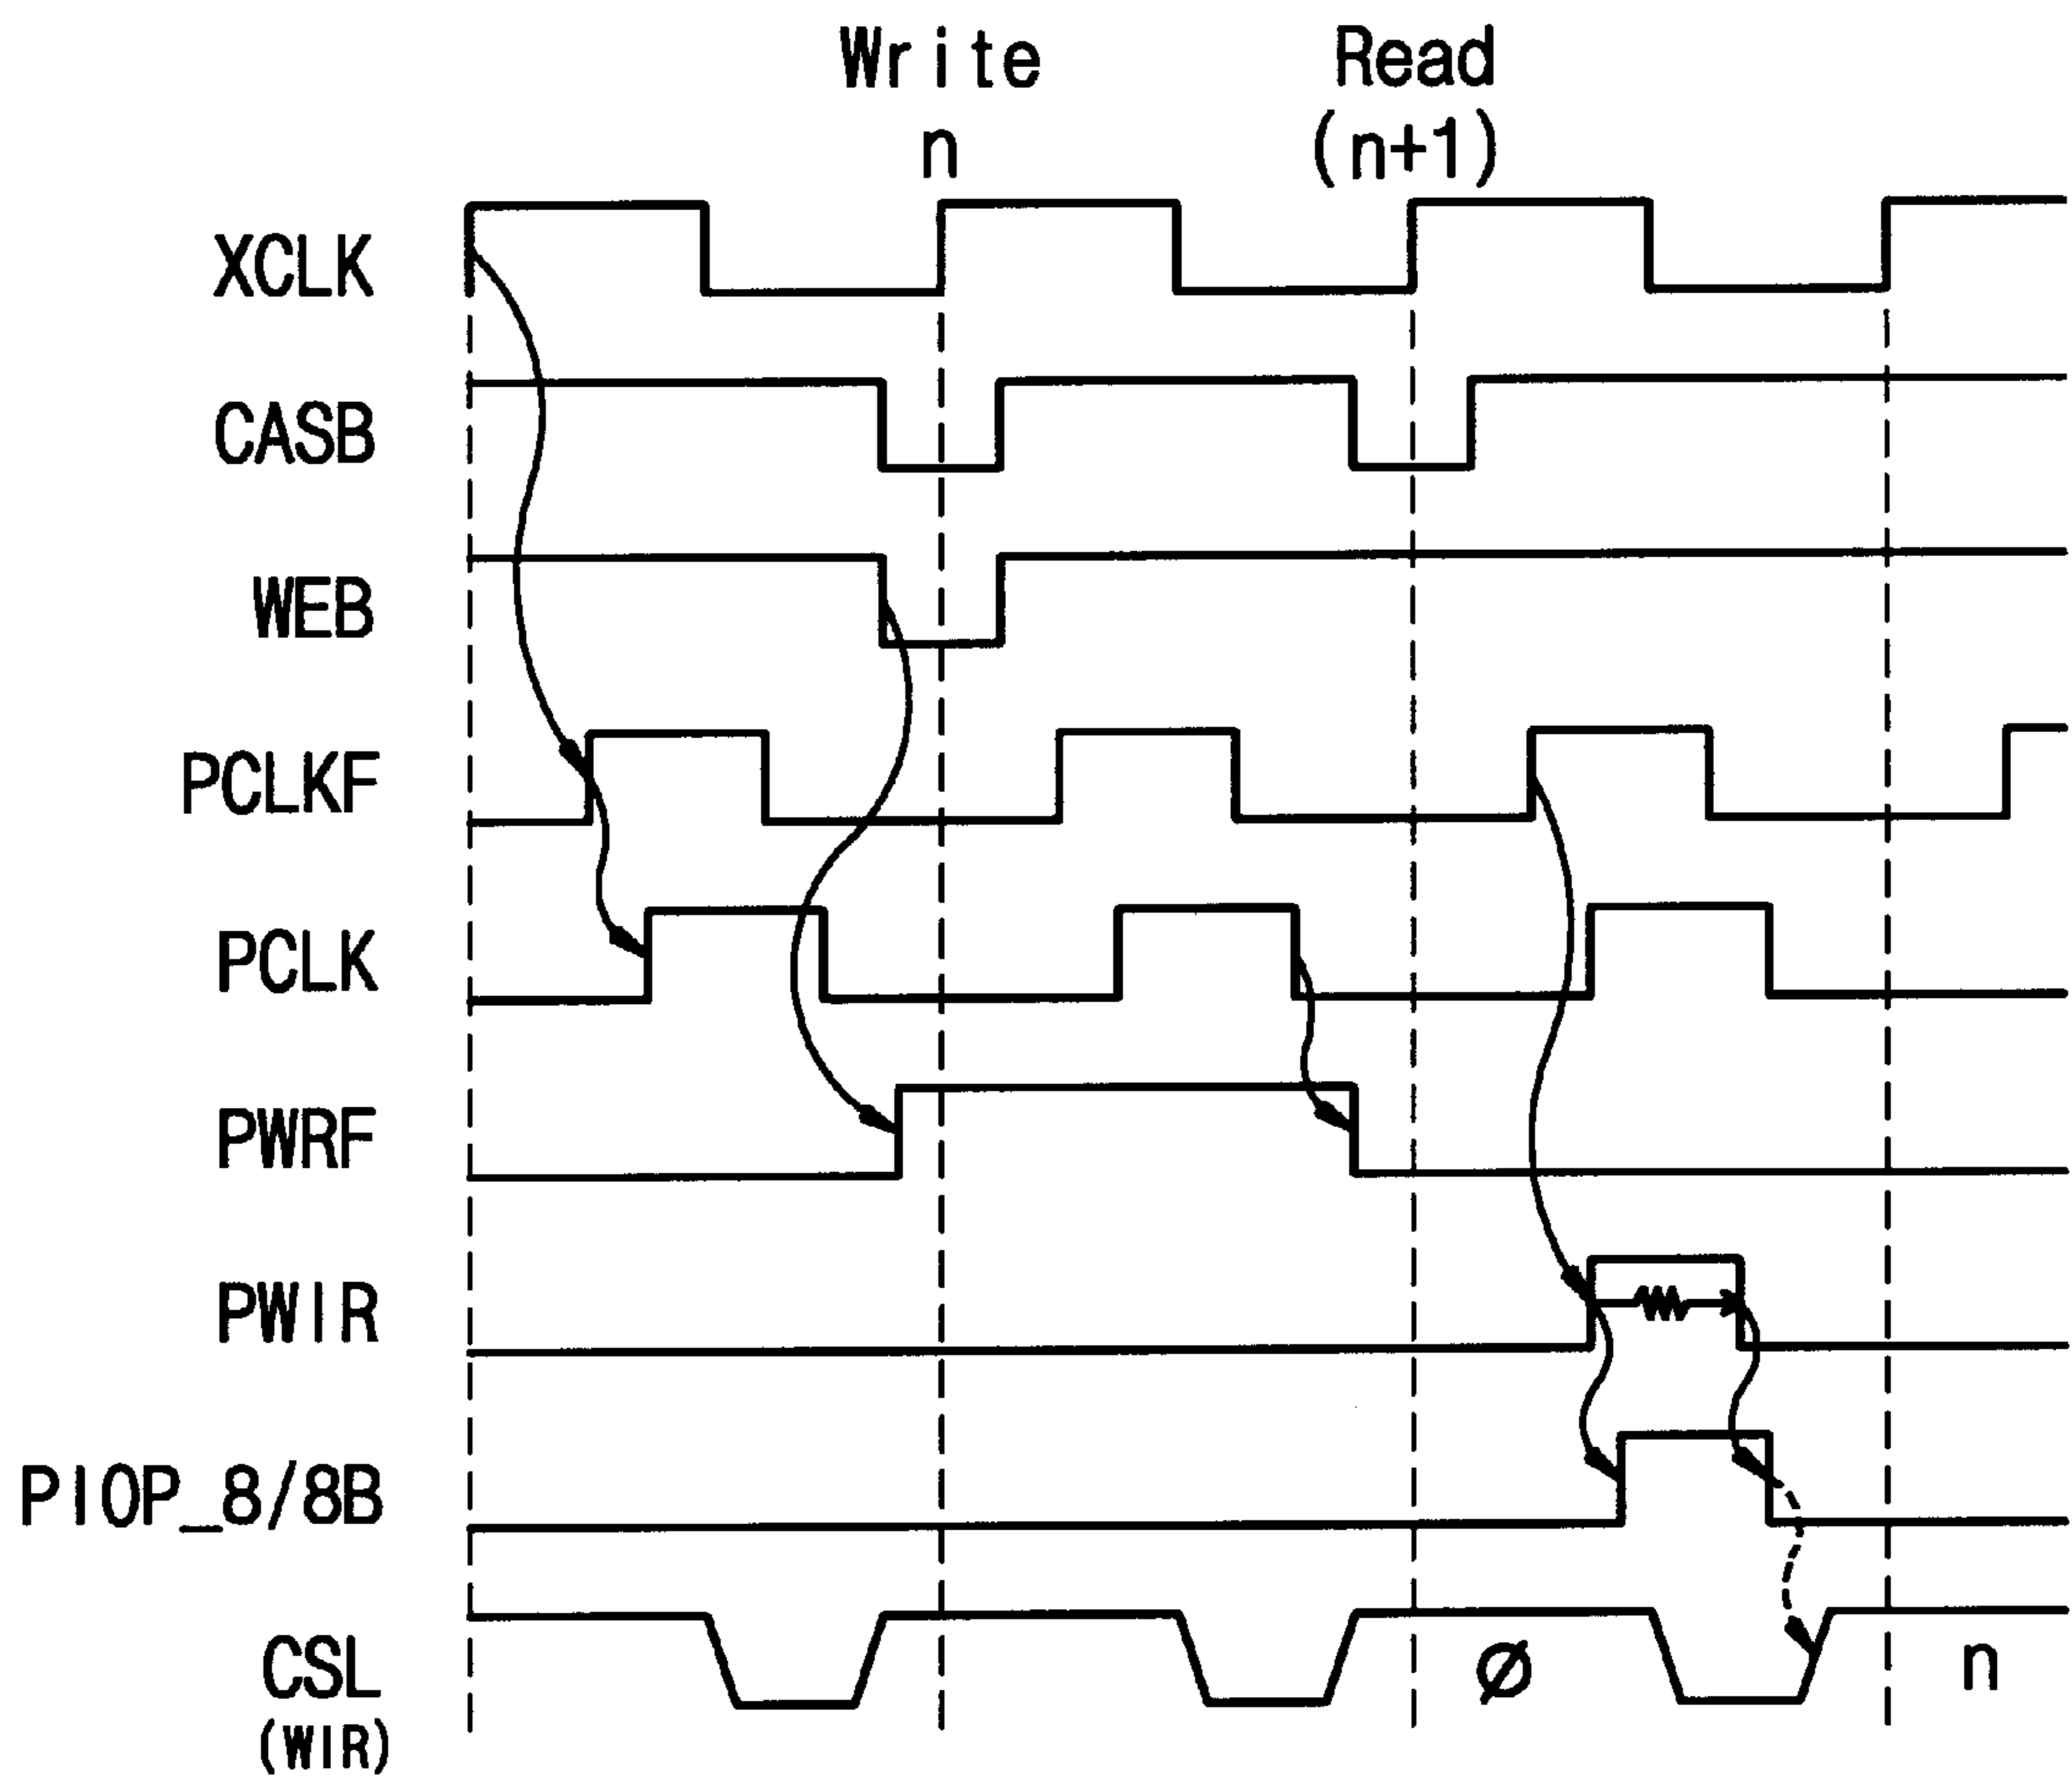 Write Read
n (n+1)
XCLK
CASB
WEB
PCLKF
PCLK
PWRF
PWIR
PIOP_8/8B
CSL Ø n
(WIR)